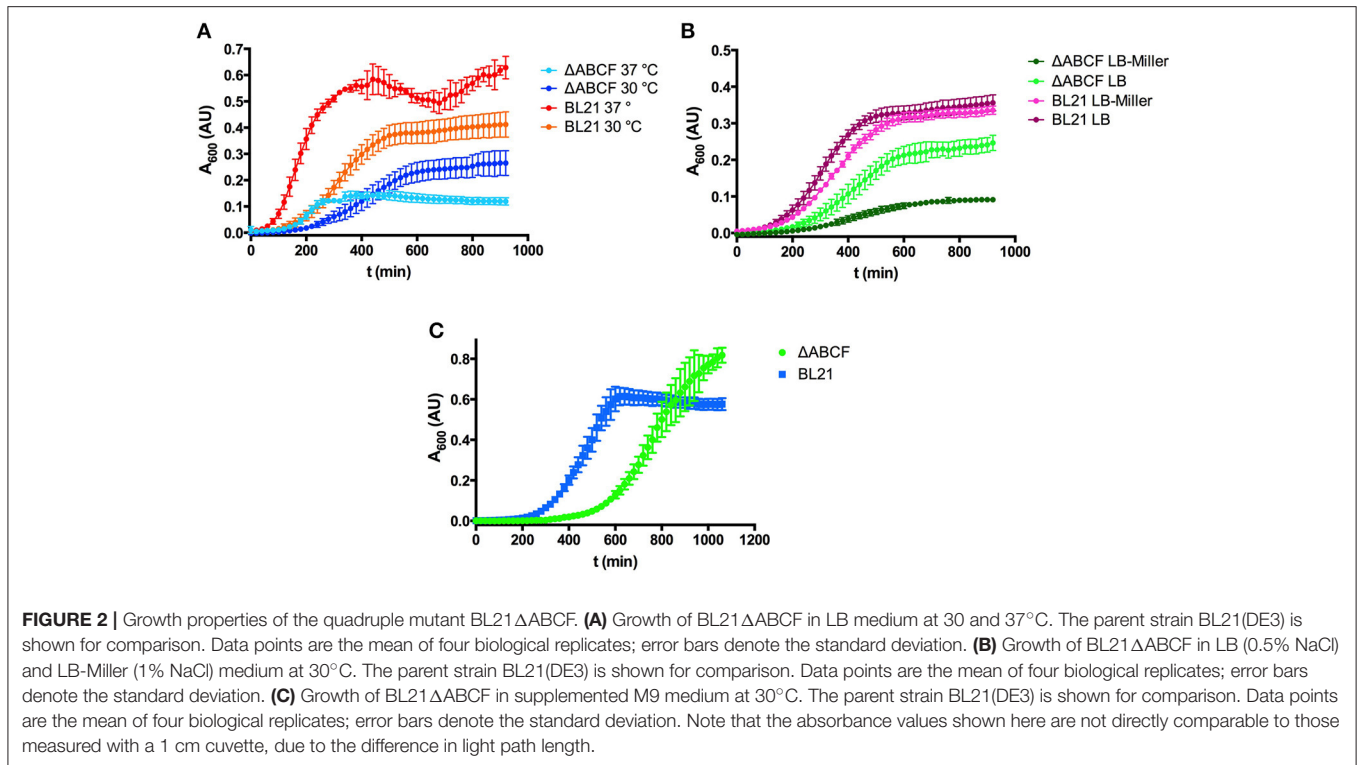 A
0.7
0.6
0.5
0.4
0.3
0.2
0.1
0.0
A600 (AU)
0 200 400 600 800 1000
t (min)
ΔABCF 37 °C
ΔABCF 30 °C
BL21 37 °
BL21 30 °C
B
0.5
0.4
0.3
0.2
0.1
0.0
A600 (AU)
0 200 400 600 800 1000
t (min)
ΔABCF LB-Miller
ΔABCF LB
BL21 LB-Miller
BL21 LB
C
0.8
0.6
0.4
0.2
0.0
A600 (AU)
0 200 400 600 800 1000 1200
t (min)
ΔABCF
BL21
FIGURE 2 | Growth properties of the quadruple mutant BL21ΔABCF. (A) Growth of BL21ΔABCF in LB medium at 30 and 37°C. The parent strain BL21(DE3) is
shown for comparison. Data points are the mean of four biological replicates; error bars denote the standard deviation. (B) Growth of BL21ΔABCF in LB (0.5% NaCl)
and LB-Miller (1% NaCl) medium at 30°C. The parent strain BL21(DE3) is shown for comparison. Data points are the mean of four biological replicates; error bars
denote the standard deviation. (C) Growth of BL21ΔABCF in supplemented M9 medium at 30°C. The parent strain BL21(DE3) is shown for comparison. Data points
are the mean of four biological replicates; error bars denote the standard deviation. Note that the absorbance values shown here are not directly comparable to those
measured with a 1 cm cuvette, due to the difference in light path length.